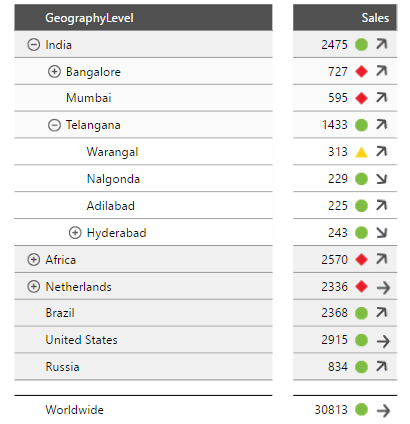 GeographyLevel Sales
India 2475
Bangalore 727
Mumbai 595
Telangana 1433
Warangal 313
Nalgonda 229
Adilabad 225
Hyderabad 243
Africa 2570
Netherlands 2336
Brazil 2368
United States 2915
Russia 834
Worldwide 30813